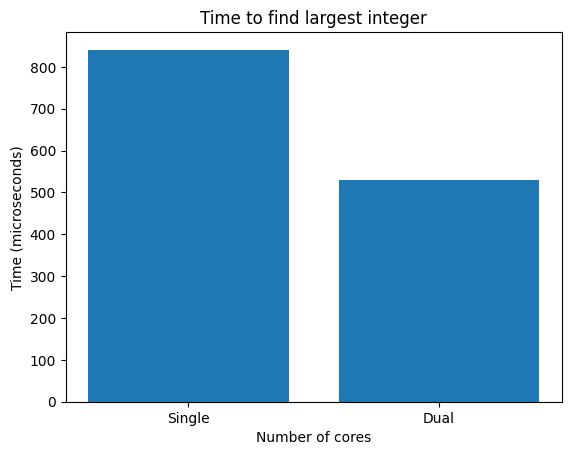 Time to find largest integer
Time (microseconds)
800
700
600
500
400
300
200
100
0
Single
Dual
Number of cores